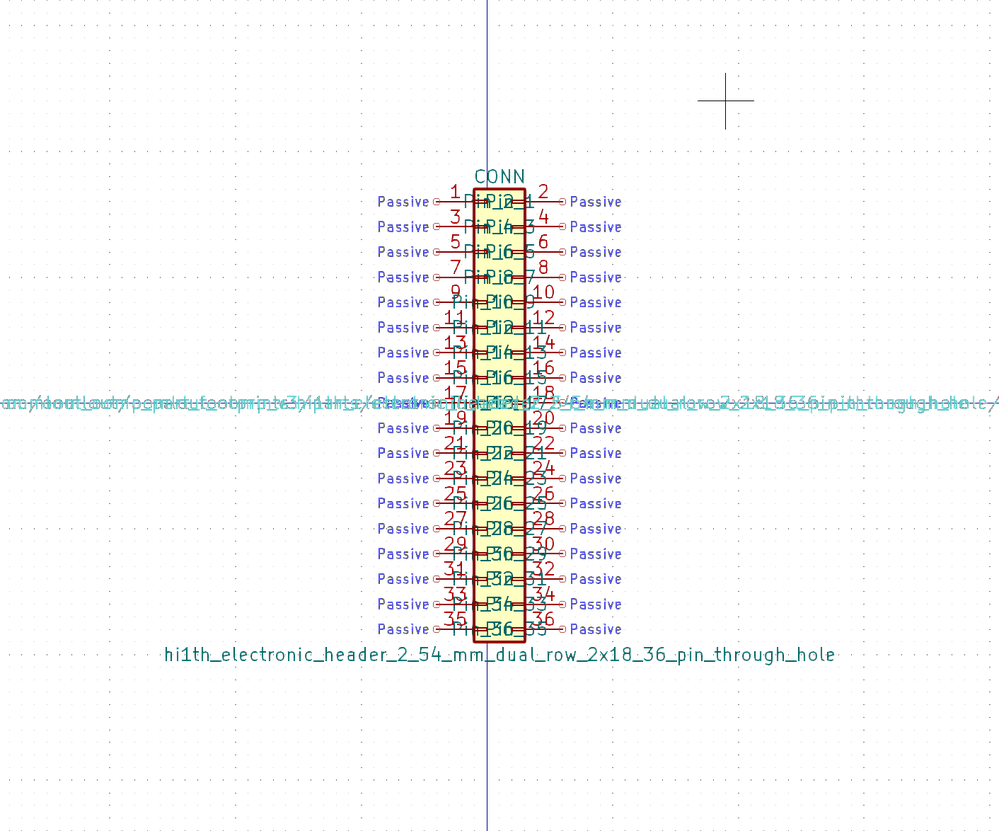 CONN
Passive 1 Pin_1 Pin_2 2 Passive
Passive 3 Pin_3 Pin_4 4 Passive
Passive 5 Pin_5 Pin_6 6 Passive
Passive 7 Pin_7 Pin_8 8 Passive
Passive 9 Pin_9 Pin_10 10 Passive
Passive 11 Pin_11 Pin_12 12 Passive
Passive 13 Pin_13 Pin_14 14 Passive
Passive 15 Pin_15 Pin_16 16 Passive
Passive 17 18 Passive
Passive 19 Pin_19 Pin_20 20 Passive
Passive 21 Pin_21 Pin_22 22 Passive
Passive 23 Pin_23 Pin_24 24 Passive
Passive 25 Pin_25 Pin_26 26 Passive
Passive 27 Pin_27 Pin_28 28 Passive
Passive 29 Pin_29 Pin_30 30 Passive
Passive 31 Pin_31 Pin_32 32 Passive
Passive 33 Pin_33 Pin_34 34 Passive
Passive 35 Pin_35 Pin_36 36 Passive
hi1th_electronic_header_2_54_mm_dual_row_2x18_36_pin_through_hole